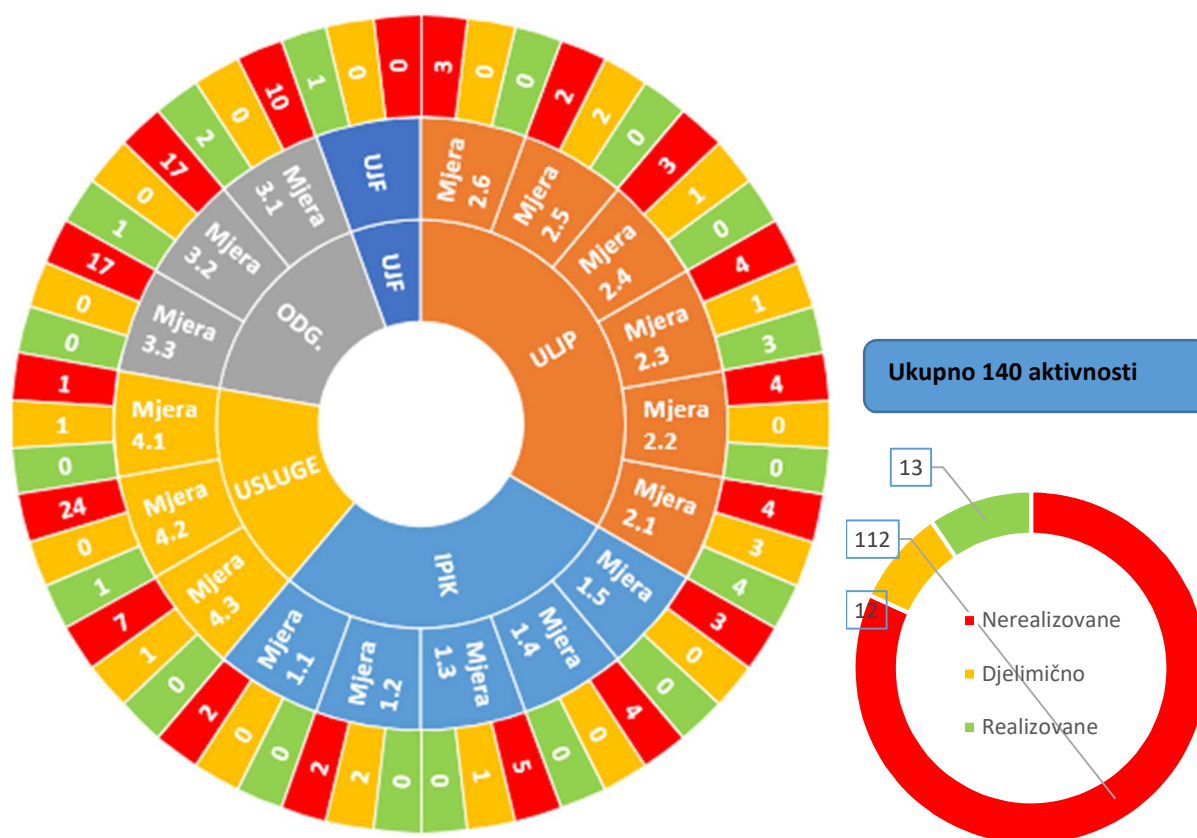 3
0
0
2
2
0
3
1
0
4
1
3
4
0
0
4
3
4
3
0
0
4
0
0
5
1
0
0
2
2
0
0
2
0
1
7
1
0
24
0
1
1
0
0
17
1
0
17
2
0
10
1
0
0
Mjera
2.6
Mjera
2.5
Mjera
2.4
Mjera
2.3
Mjera
2.2
Mjera
2.1
Mjera
1.5
Mjera
1.4
Mjera
1.3
Mjera
1.2
Mjera
1.1
Mjera
4.3
Mjera
4.2
Mjera
4.1
Mjera
3.3
Mjera
3.2
Mjera
3.1
UJF
ULJP
IPIK
USLUGE
ODG.
UJF
Ukupno 140 aktivnosti
13
112
12
Nerealizovane
Djelimično
Realizovane